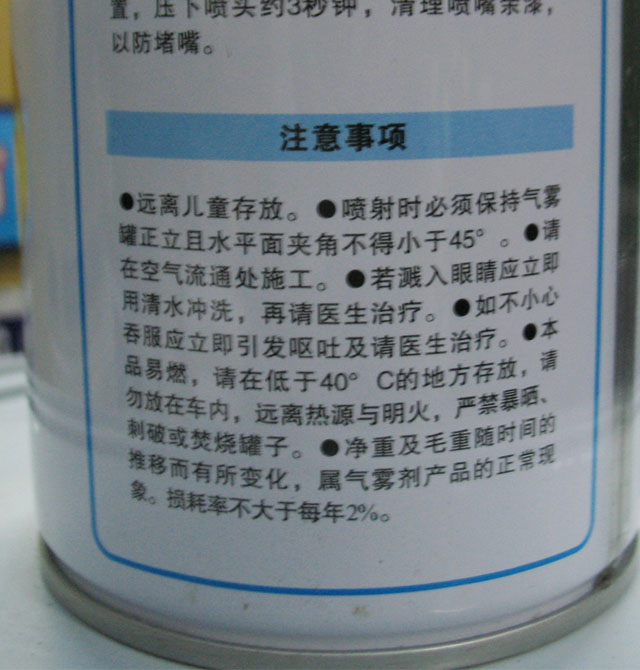 置，压下喷头约3秒钟，清理喷嘴余漆，
以防堵嘴。
注意事项
●远离儿童存放。●喷射时必须保持气雾
罐正立且水平面夹角不得小于45°。●请
在空气流通处施工。●若溅入眼睛应立即
用清水冲洗，再请医生治疗。●如不小心
吞服应立即引发呕吐及请医生治疗。●本
品易燃，请在低于40°C的地方存放，请
勿放在车内，远离热源与明火，严禁暴晒、
刺破或焚烧罐子。●净重及毛重随时间的
推移而有所变化，属气雾剂产品的正常现
象。损耗率不大于每年2%。